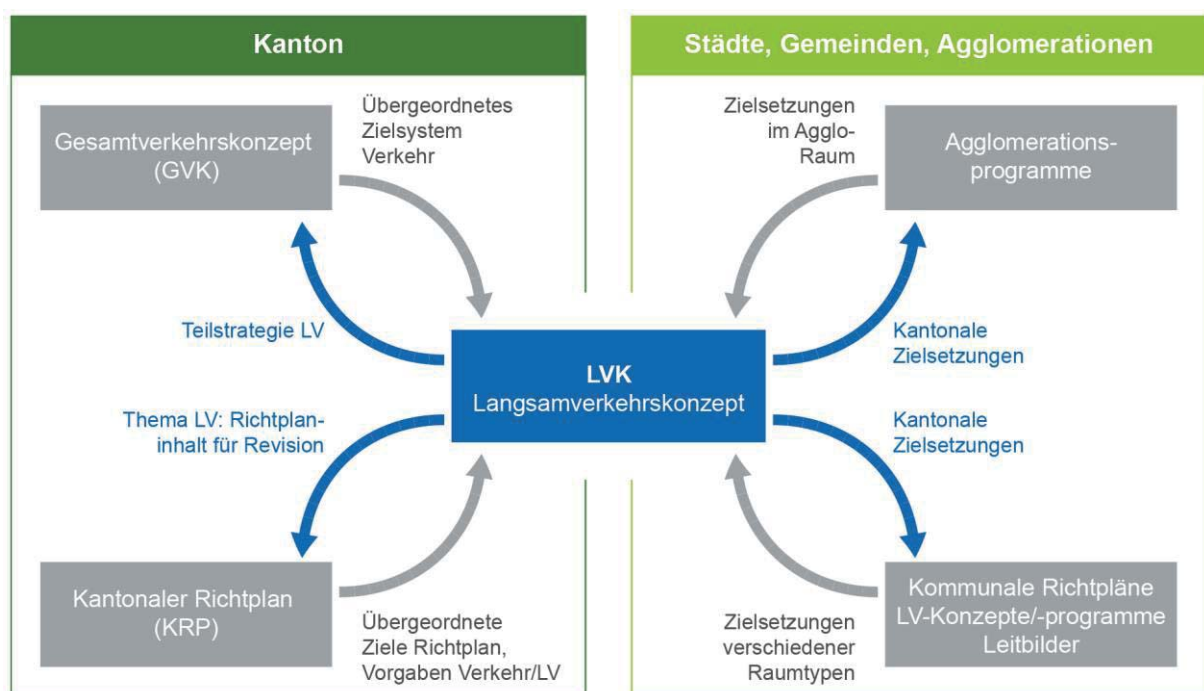 Kanton
Gesamtverkehrskonzept
(GVK)
Übergeordnetes
Zielsystem
Verkehr
Teilstrategie LV
Thema LV: Richtplan-
inhalt für Revision
Kantonaler Richtplan
(KRP)
Übergeordnete
Ziele Richtplan,
Vorgaben Verkehr/LV
LVK
Langsamverkehrskonzept
Städte, Gemeinden, Agglomerationen
Zielsetzungen
im Agglo-
Raum
Agglomerations-
programme
Kantonale
Zielsetzungen
Kantonale
Zielsetzungen
Zielsetzungen
verschiedener
Raumtypen
Kommunale Richtpläne
LV-Konzepte/-programme
Leitbilder